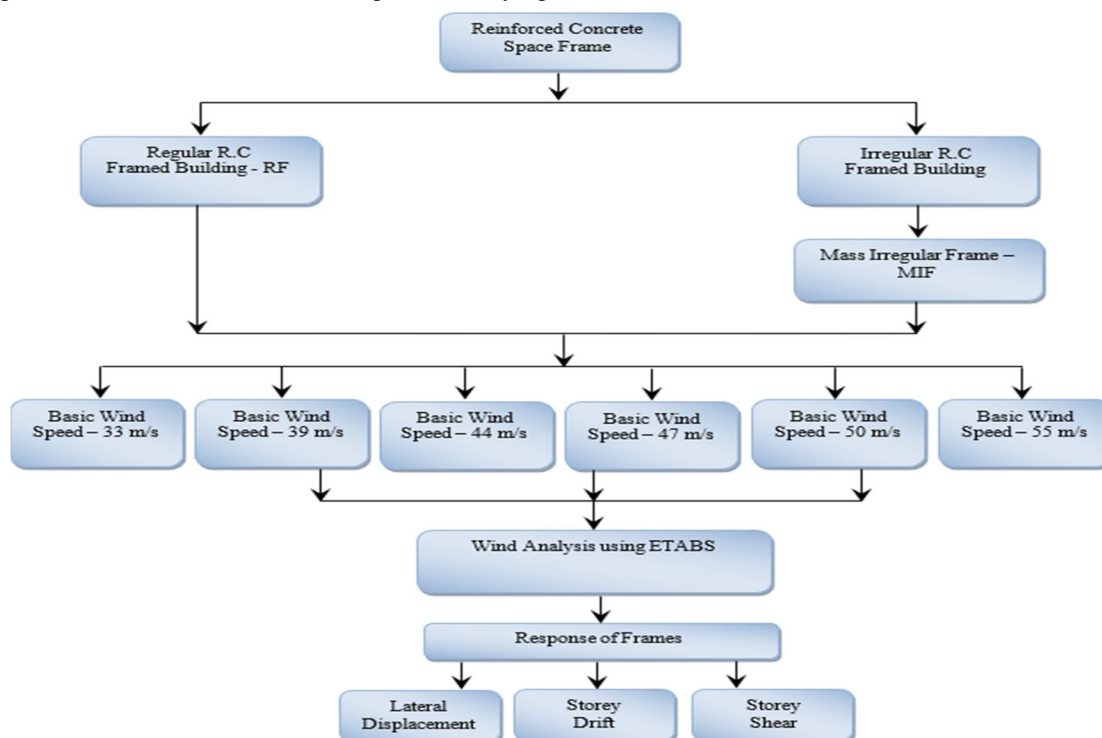 Reinforced Concrete
Space Frame
Regular R.C
Framed Building - RF
Irregular R.C
Framed Building
Mass Irregular Frame –
MIF
Basic Wind
Speed – 33 m/s
Basic Wind
Speed – 39 m/s
Basic Wind
Speed – 44 m/s
Basic Wind
Speed – 47 m/s
Basic Wind
Speed – 50 m/s
Basic Wind
Speed – 55 m/s
Wind Analysis using ETABS
Response of Frames
Lateral
Displacement
Storey
Drift
Storey
Shear